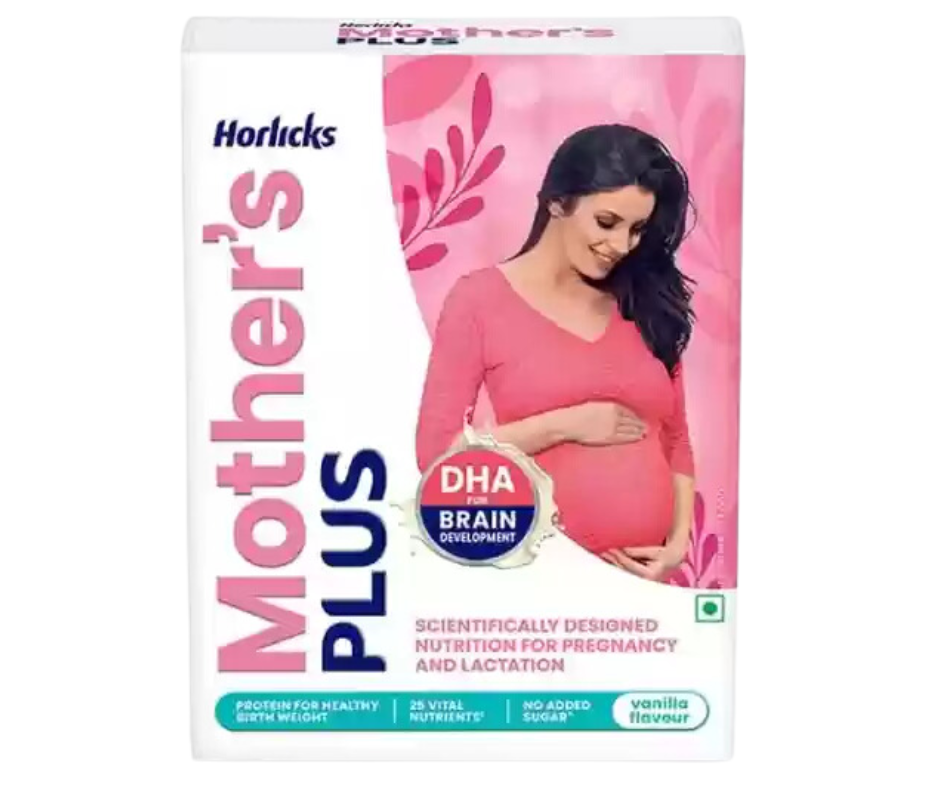 Horlicks
Mother's
PLUS
Horlicks
Mother's
PLUS
DHA
FOR
BRAIN
DEVELOPMENT
SCIENTIFICALLY DESIGNED
NUTRITION FOR PREGNANCY
AND LACTATION
PROTEIN FOR HEALTHY
BIRTH WEIGHT
25 VITAL
NUTRIENTS
NO ADDED
SUGAR
vanilla
flavour